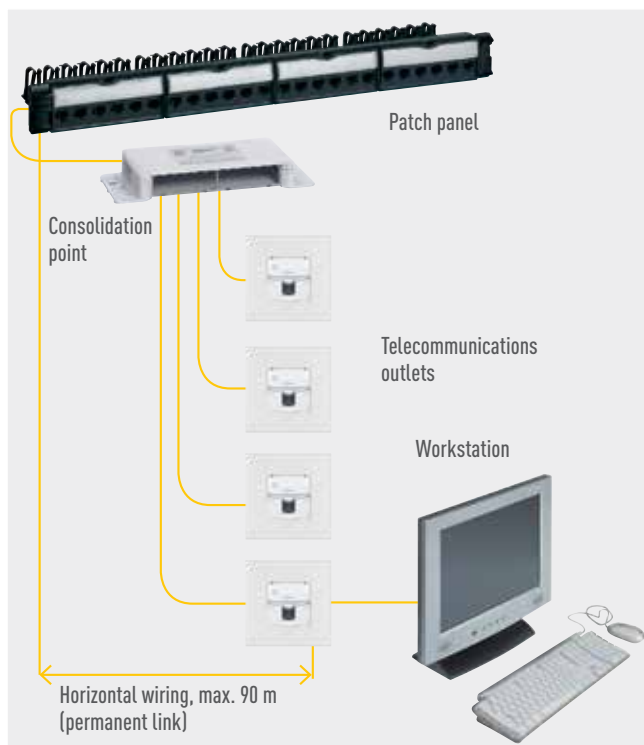 Patch panel
Consolidation
point
Telecommunications
outlets
Workstation
Horizontal wiring, max. 90 m
(permanent link)